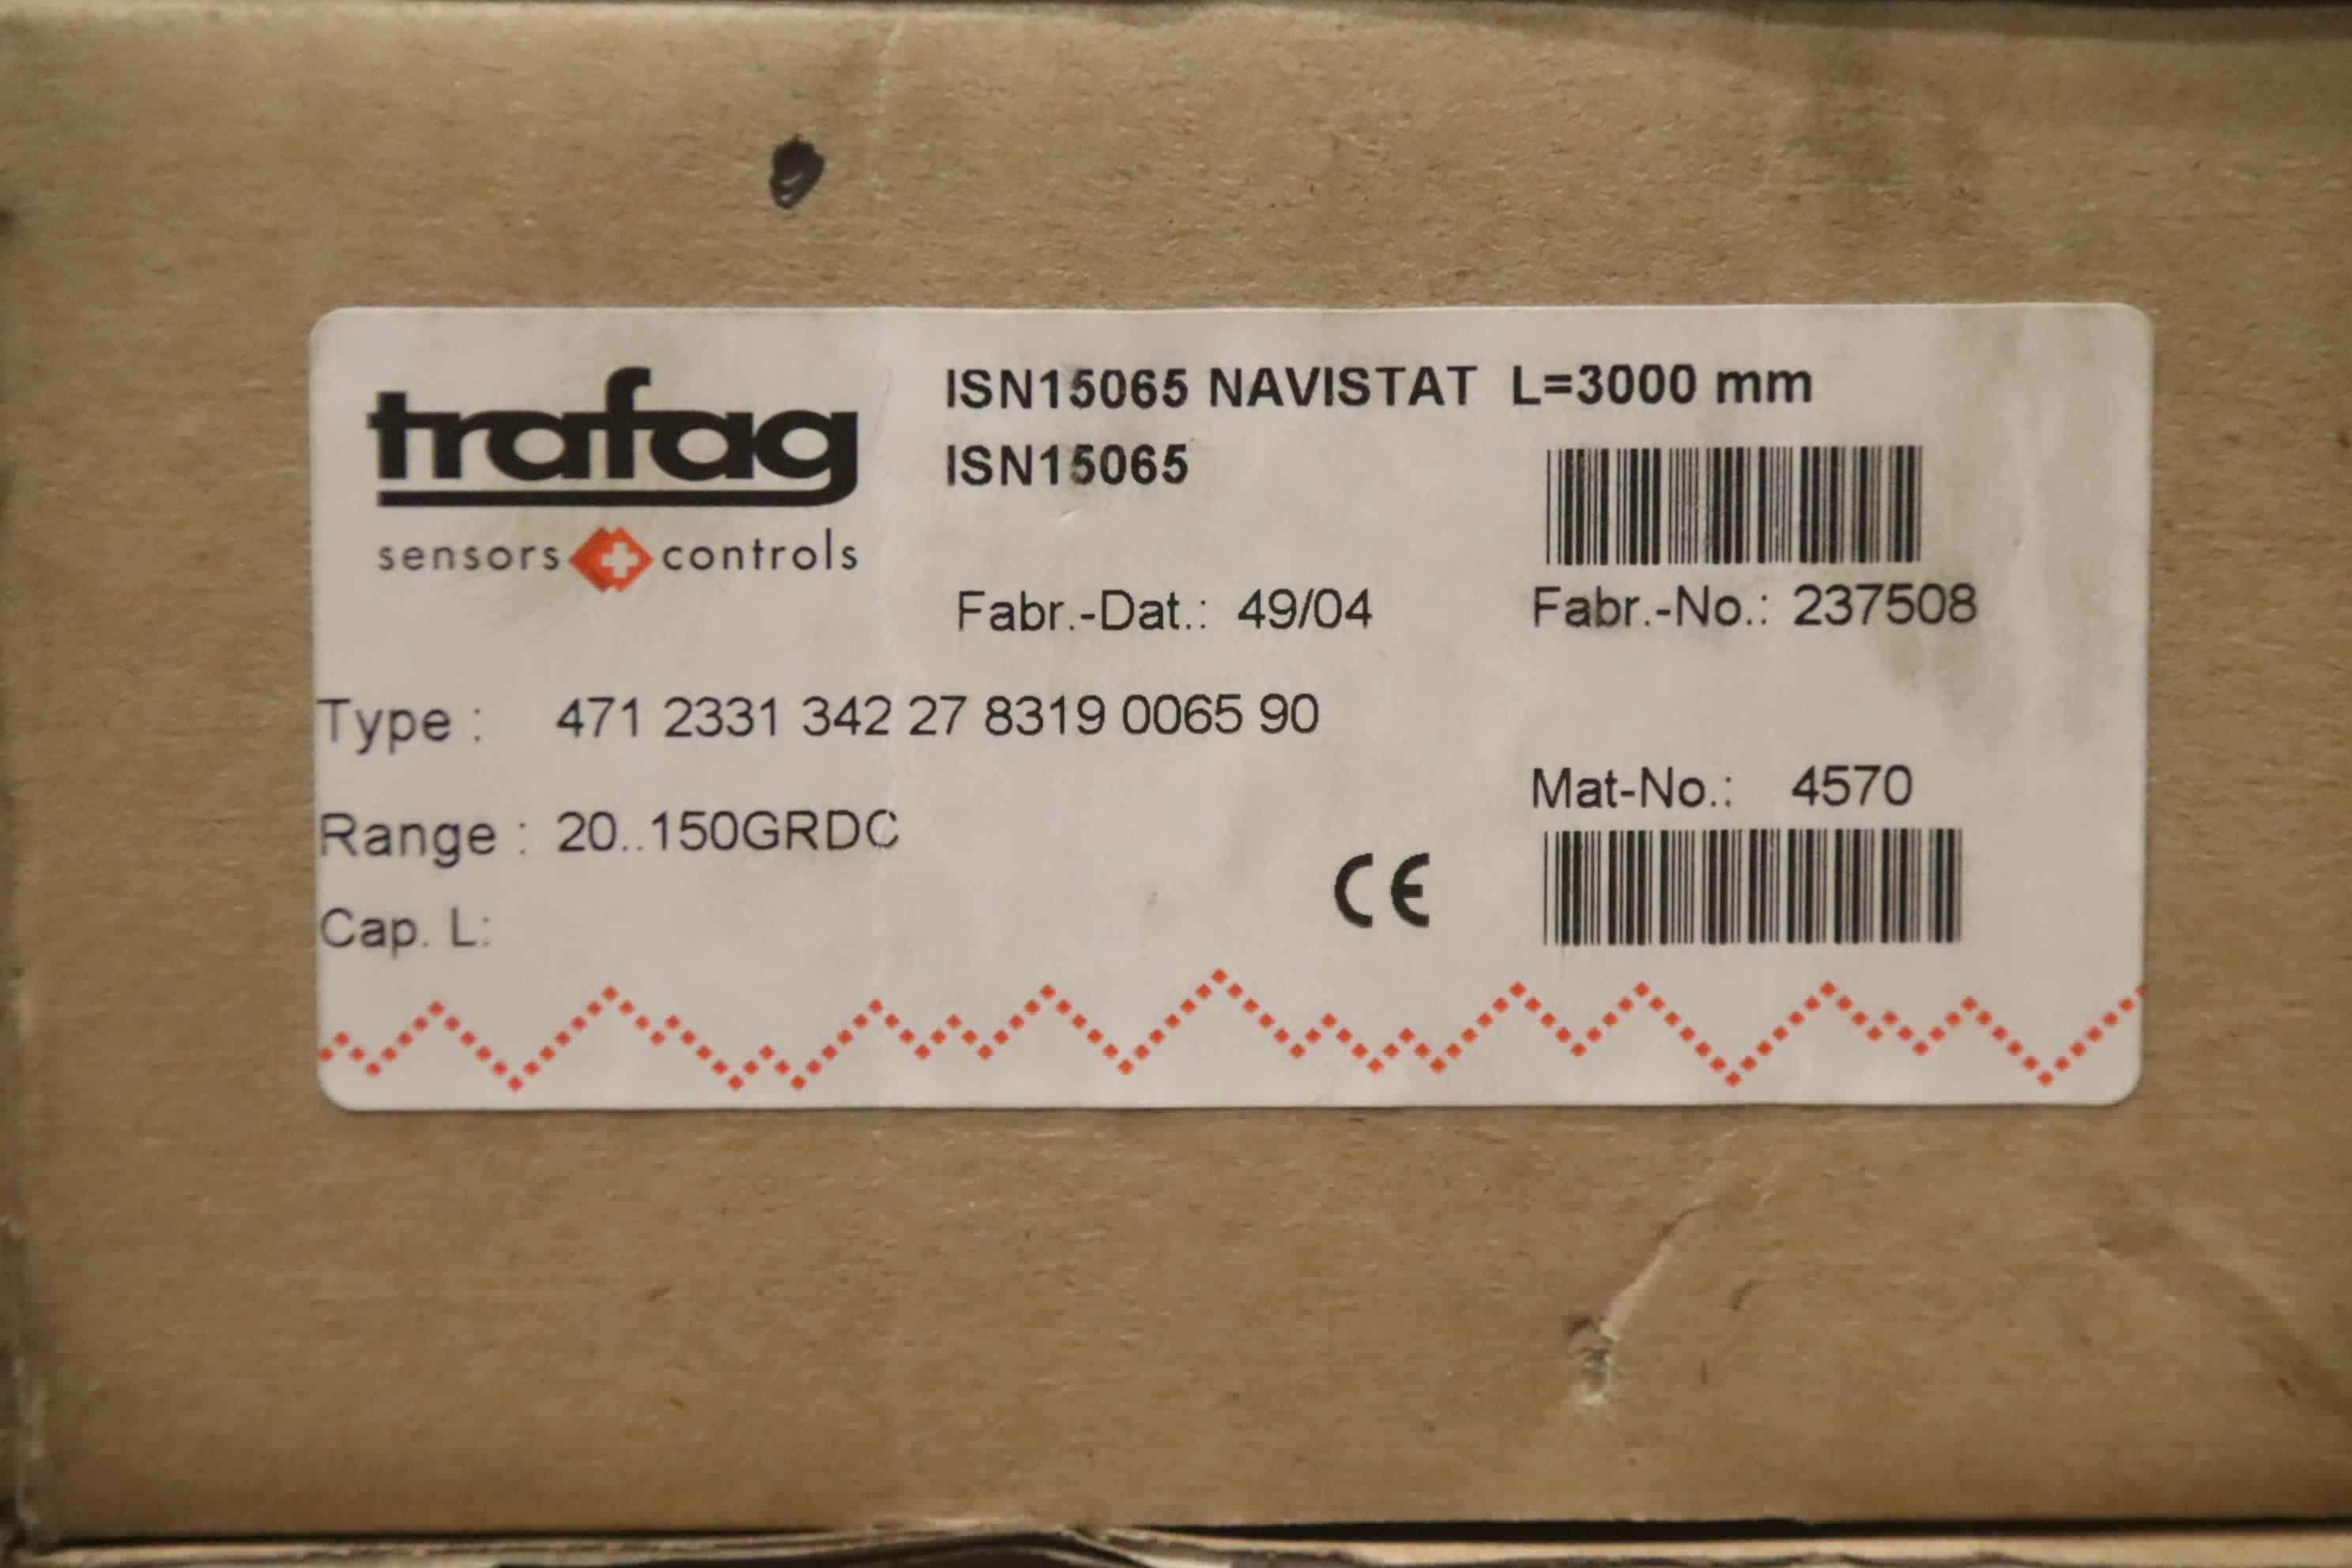 trafag
sensors controls
ISN15065 NAVISTAT L=3000 mm
ISN15065
Fabr.-Dat.: 49/04
Fabr.-No.: 237508
Type : 471 2331 342 27 8319 0065 90
Mat-No.: 4570
Range : 20..150GRDC
Cap. L:
CE